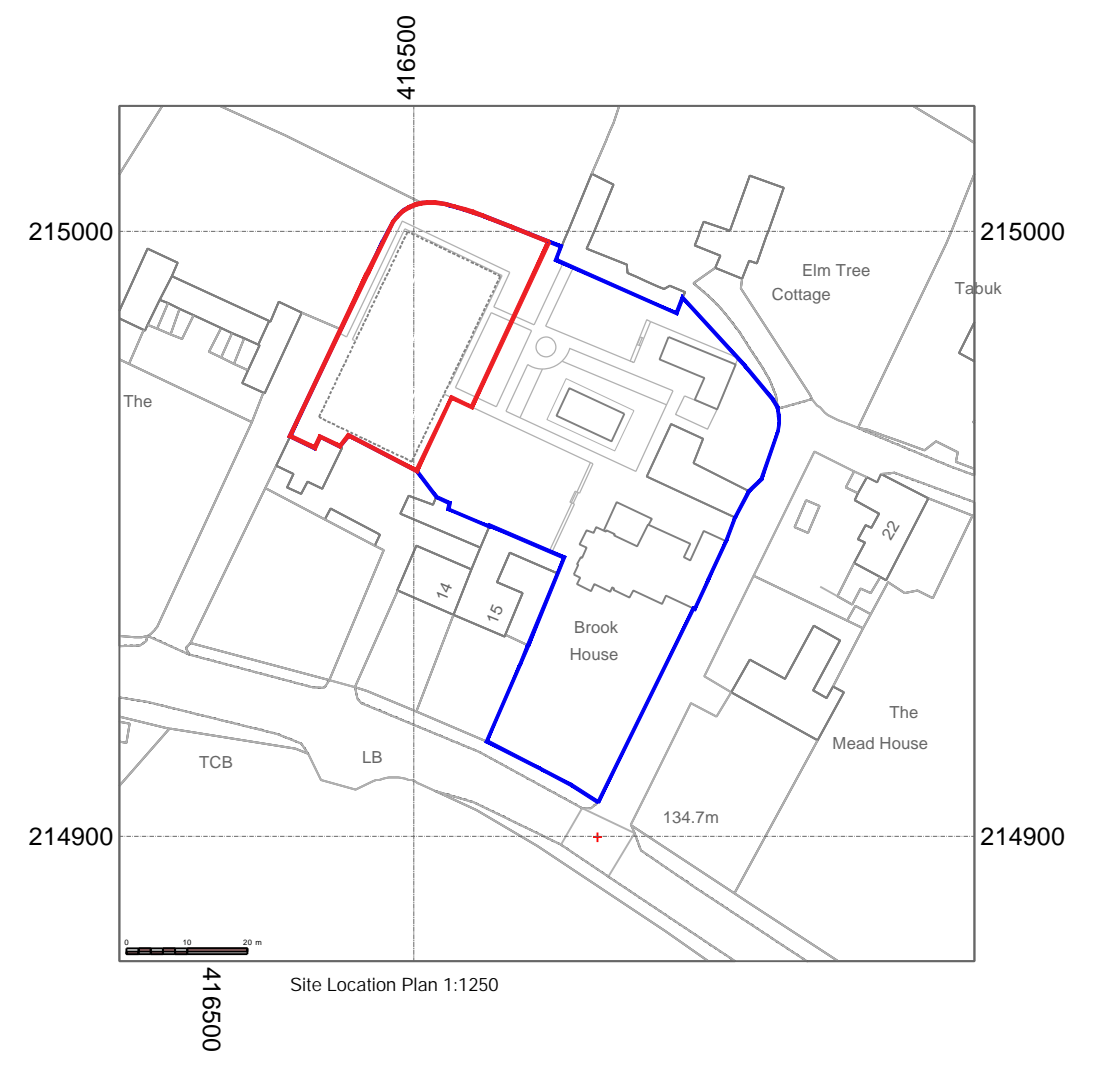 416500
215000
215000
Elm Tree
Cottage
Tabuk
The
22
14
15
Brook
House
The
Mead House
TCB
LB
134.7m
214900
214900
0 10 20 m
416500
Site Location Plan 1:1250